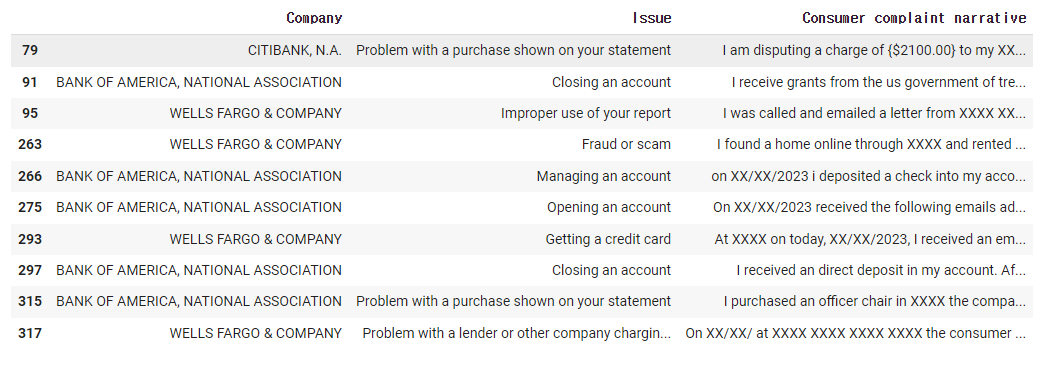 Company Issue Consumer complaint narrative
79 CITIBANK, N.A. Problem with a purchase shown on your statement I am disputing a charge of {$2100.00} to my XX...
91 BANK OF AMERICA, NATIONAL ASSOCIATION Closing an account I receive grants from the us government of tre...
95 WELLS FARGO & COMPANY Improper use of your report I was called and emailed a letter from XXXX XX...
263 WELLS FARGO & COMPANY Fraud or scam I found a home online through XXXX and rented ...
266 BANK OF AMERICA, NATIONAL ASSOCIATION Managing an account on XX/XX/2023 i deposited a check into my acco...
275 BANK OF AMERICA, NATIONAL ASSOCIATION Opening an account On XX/XX/2023 received the following emails ad...
293 WELLS FARGO & COMPANY Getting a credit card At XXXX on today, XX/XX/2023, I received an em...
297 BANK OF AMERICA, NATIONAL ASSOCIATION Closing an account I received an direct deposit in my account. Af...
315 BANK OF AMERICA, NATIONAL ASSOCIATION Problem with a purchase shown on your statement I purchased an officer chair in XXXX the compa...
317 WELLS FARGO & COMPANY Problem with a lender or other company chargin... On XX/XX/ at XXXX XXXX XXXX XXXX the consumer ...